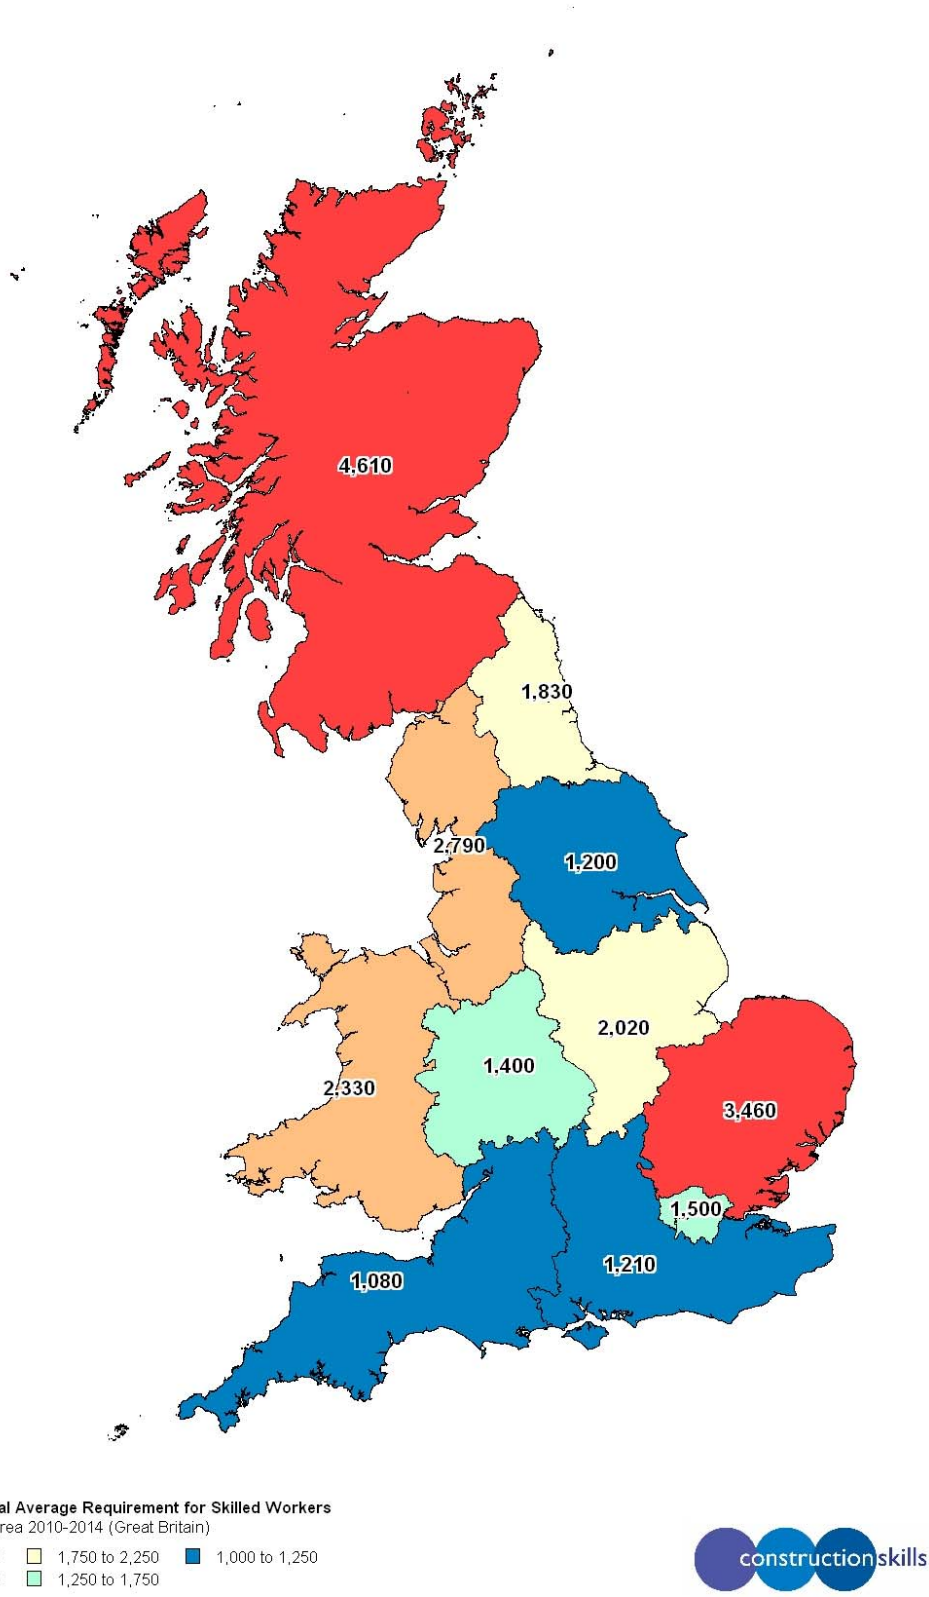 4,610
1,830
2,790
1,200
2,020
1,400
2,330
3,460
1,500
1,210
1,080
al Average Requirement for Skilled Workers
rea 2010-2014 (Great Britain)
1,750 to 2,250 1,000 to 1,250
1,250 to 1,750
constructionskills